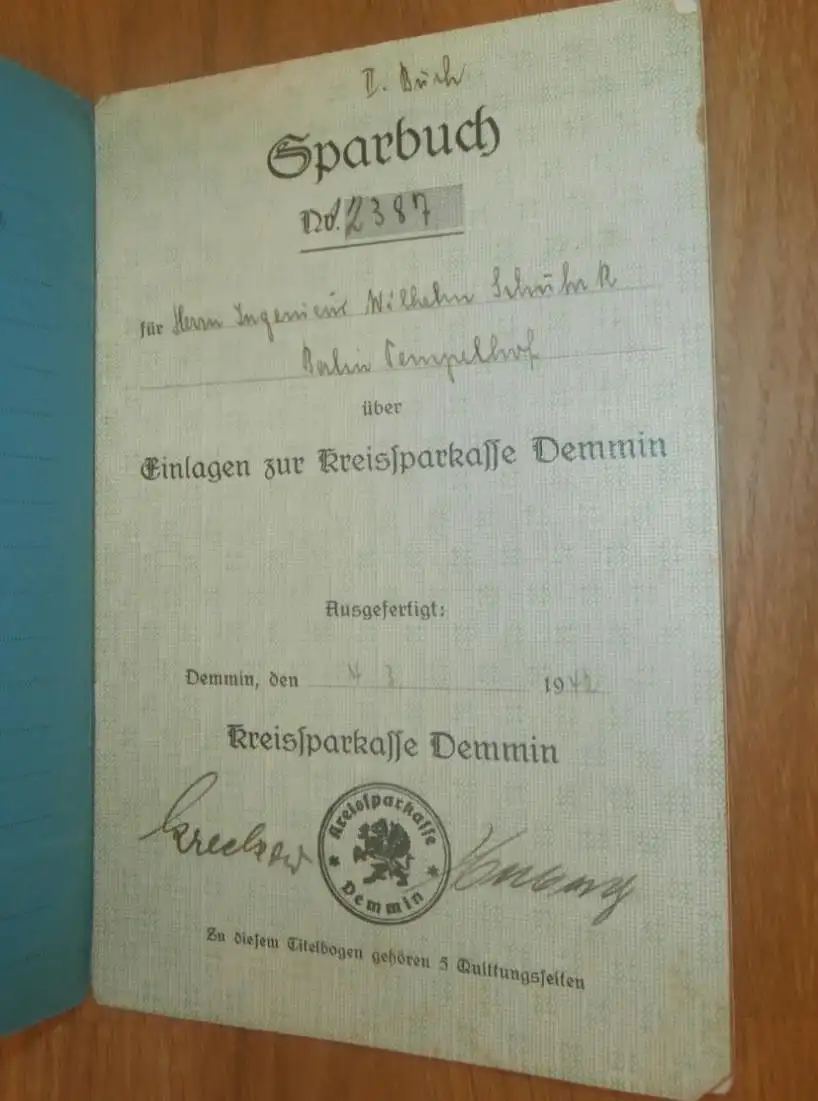 II. Buch
Sparbuch
No. 2387
für Herrn Ingenieur Wilhelm
Berlin Tempelhof
über
Einlagen zur Kreissparkasse Demmin
Ausgefertigt:
Demmin, den 4 3 1942
Kreissparkasse Demmin
Kreissparkasse
Demmin
Zu diesem Titelbogen gehören 5 Quittungsseiten